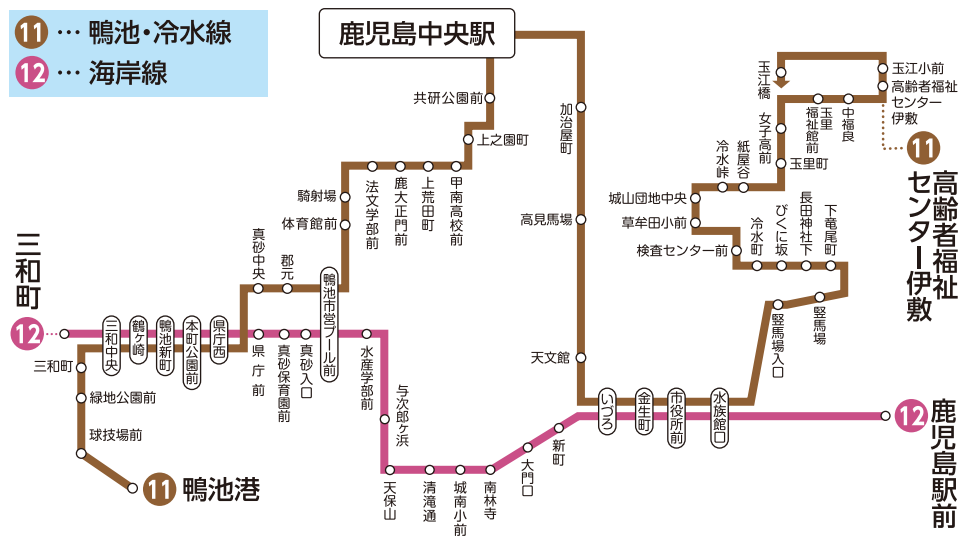 11 … 鴨池・冷水線
12 … 海岸線
鹿児島中央駅
共研公園前
上之園町
甲南高校前
上荒田町
鹿大正門前
法文学部前
騎射場
体育館前
鴨池市営プール前
郡元
真砂中央
三和町
12
三和中央
鶴ヶ崎
鴨池新町
本町公園前
県庁西
県庁前
真砂保育園前
真砂入口
水産学部前
与次郎ヶ浜
天保山
清滝通
城南小前
南林寺
大門口
新町
三和町
緑地公園前
球技場前
11 鴨池港
加治屋町
高見馬場
天文館
いづろ
金生町
市役所前
水族館口
12
鹿児島駅前
竪馬場入口
竪馬場
下竜尾町
長田神社下
びくに坂
冷水町
検査センター前
草牟田小前
城山団地中央
冷水峠
紙屋谷
玉里町
女子高前
玉里
福祉館前
中福良
高齢者福祉
センター
伊敷
玉江小前
玉江橋
11
高齢者福祉
センター伊敷